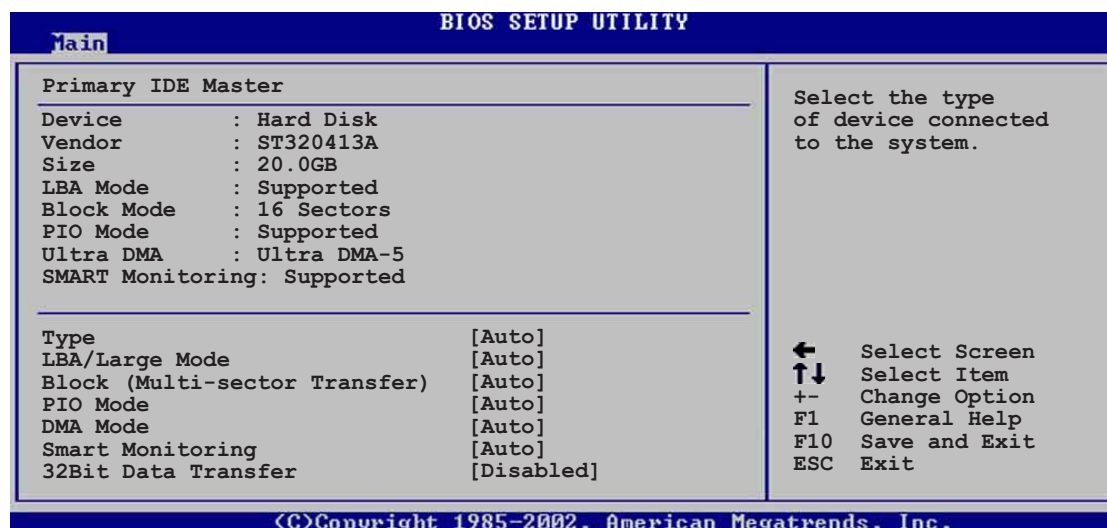 BIOS SETUP UTILITY
Main
Primary IDE Master
Device : Hard Disk
Vendor : ST320413A
Size : 20.0GB
LBA Mode : Supported
Block Mode : 16 Sectors
PIO Mode : Supported
Ultra DMA : Ultra DMA-5
SMART Monitoring: Supported
Type [Auto]
LBA/Large Mode [Auto]
Block (Multi-sector Transfer) [Auto]
PIO Mode [Auto]
DMA Mode [Auto]
Smart Monitoring [Auto]
32Bit Data Transfer [Disabled]
Select the type
of device connected
to the system.
← Select Screen
↑↓ Select Item
+- Change Option
F1 General Help
F10 Save and Exit
ESC Exit
(C)Copyright 1985-2002, American Megatrends, Inc.